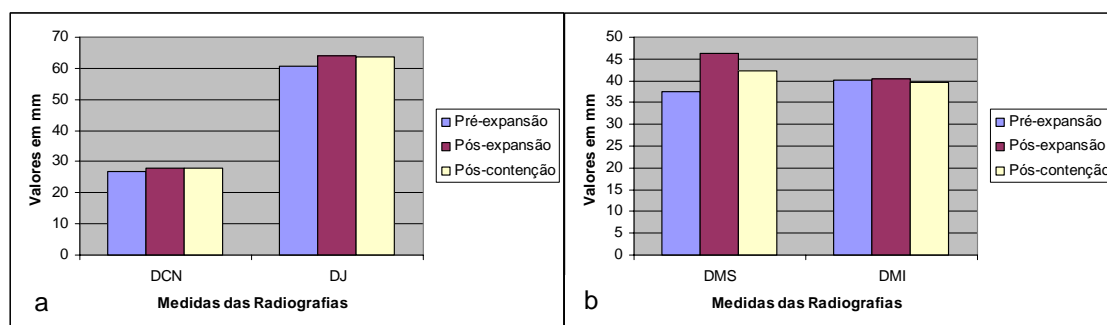 70
60
50
40
30
20
10
0
Valores em mm
DCN
DJ
Medidas das Radiografias
Pré-expansão
Pós-expansão
Pós-contenção
a
50
45
40
35
30
25
20
15
10
5
0
Valores em mm
DMS
DMI
Medidas das Radiografias
Pré-expansão
Pós-expansão
Pós-contenção
b